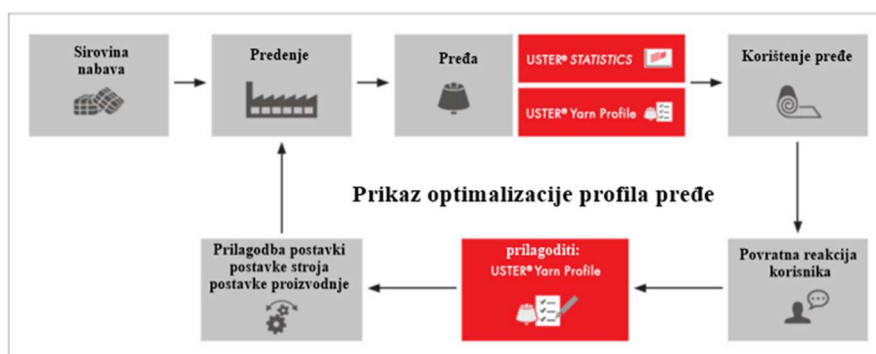 Sirovina
nabava
Predenje
Pređa
USTER® STATISTICS
USTER® Yarn Profile
Korištenje pređe
Prikaz optimalizacije profila pređe
Prilagodba postavki
postavke stroja
postavke proizvodnje
prilagoditi:
USTER® Yarn Profile
Povratna reakcija
korisnika